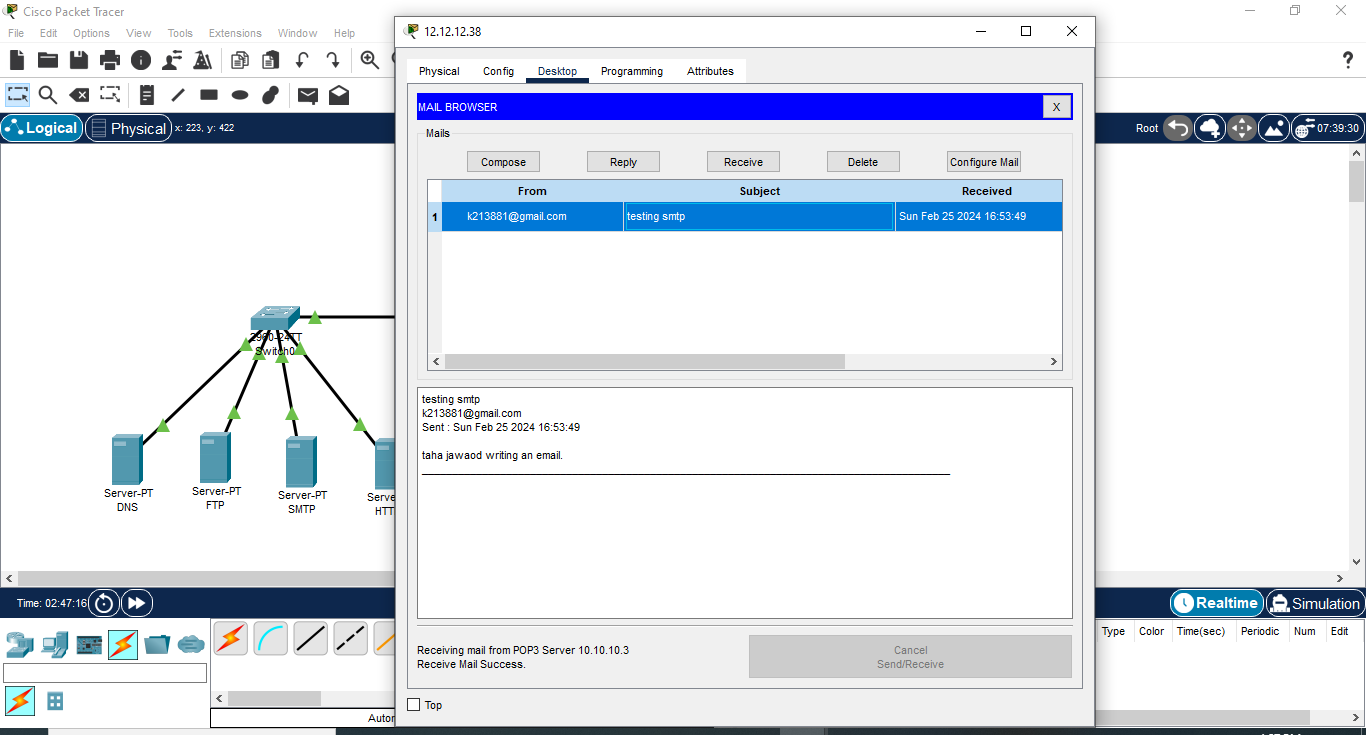 Cisco Packet Tracer
File Edit Options View Tools Extensions Window Help
Logical Physical x: 223, y: 422
Root 07:39:30
12.12.12.38
Physical Config Desktop Programming Attributes
MAIL BROWSER X
Mails
Compose Reply Receive Delete Configure Mail
From Subject Received
1 k213881@gmail.com testing smtp Sun Feb 25 2024 16:53:49
testing smtp
k213881@gmail.com
Sent : Sun Feb 25 2024 16:53:49
taha jawaod writing an email.
Receiving mail from POP3 Server 10.10.10.3
Receive Mail Success.
Cancel
Send/Receive
Top
2960-24TT
Switch0
Server-PT
DNS
Server-PT
FTP
Server-PT
SMTP
Serve
HTT
Time: 02:47:16
Realtime Simulation
Type Color Time(sec) Periodic Num Edit
Autor